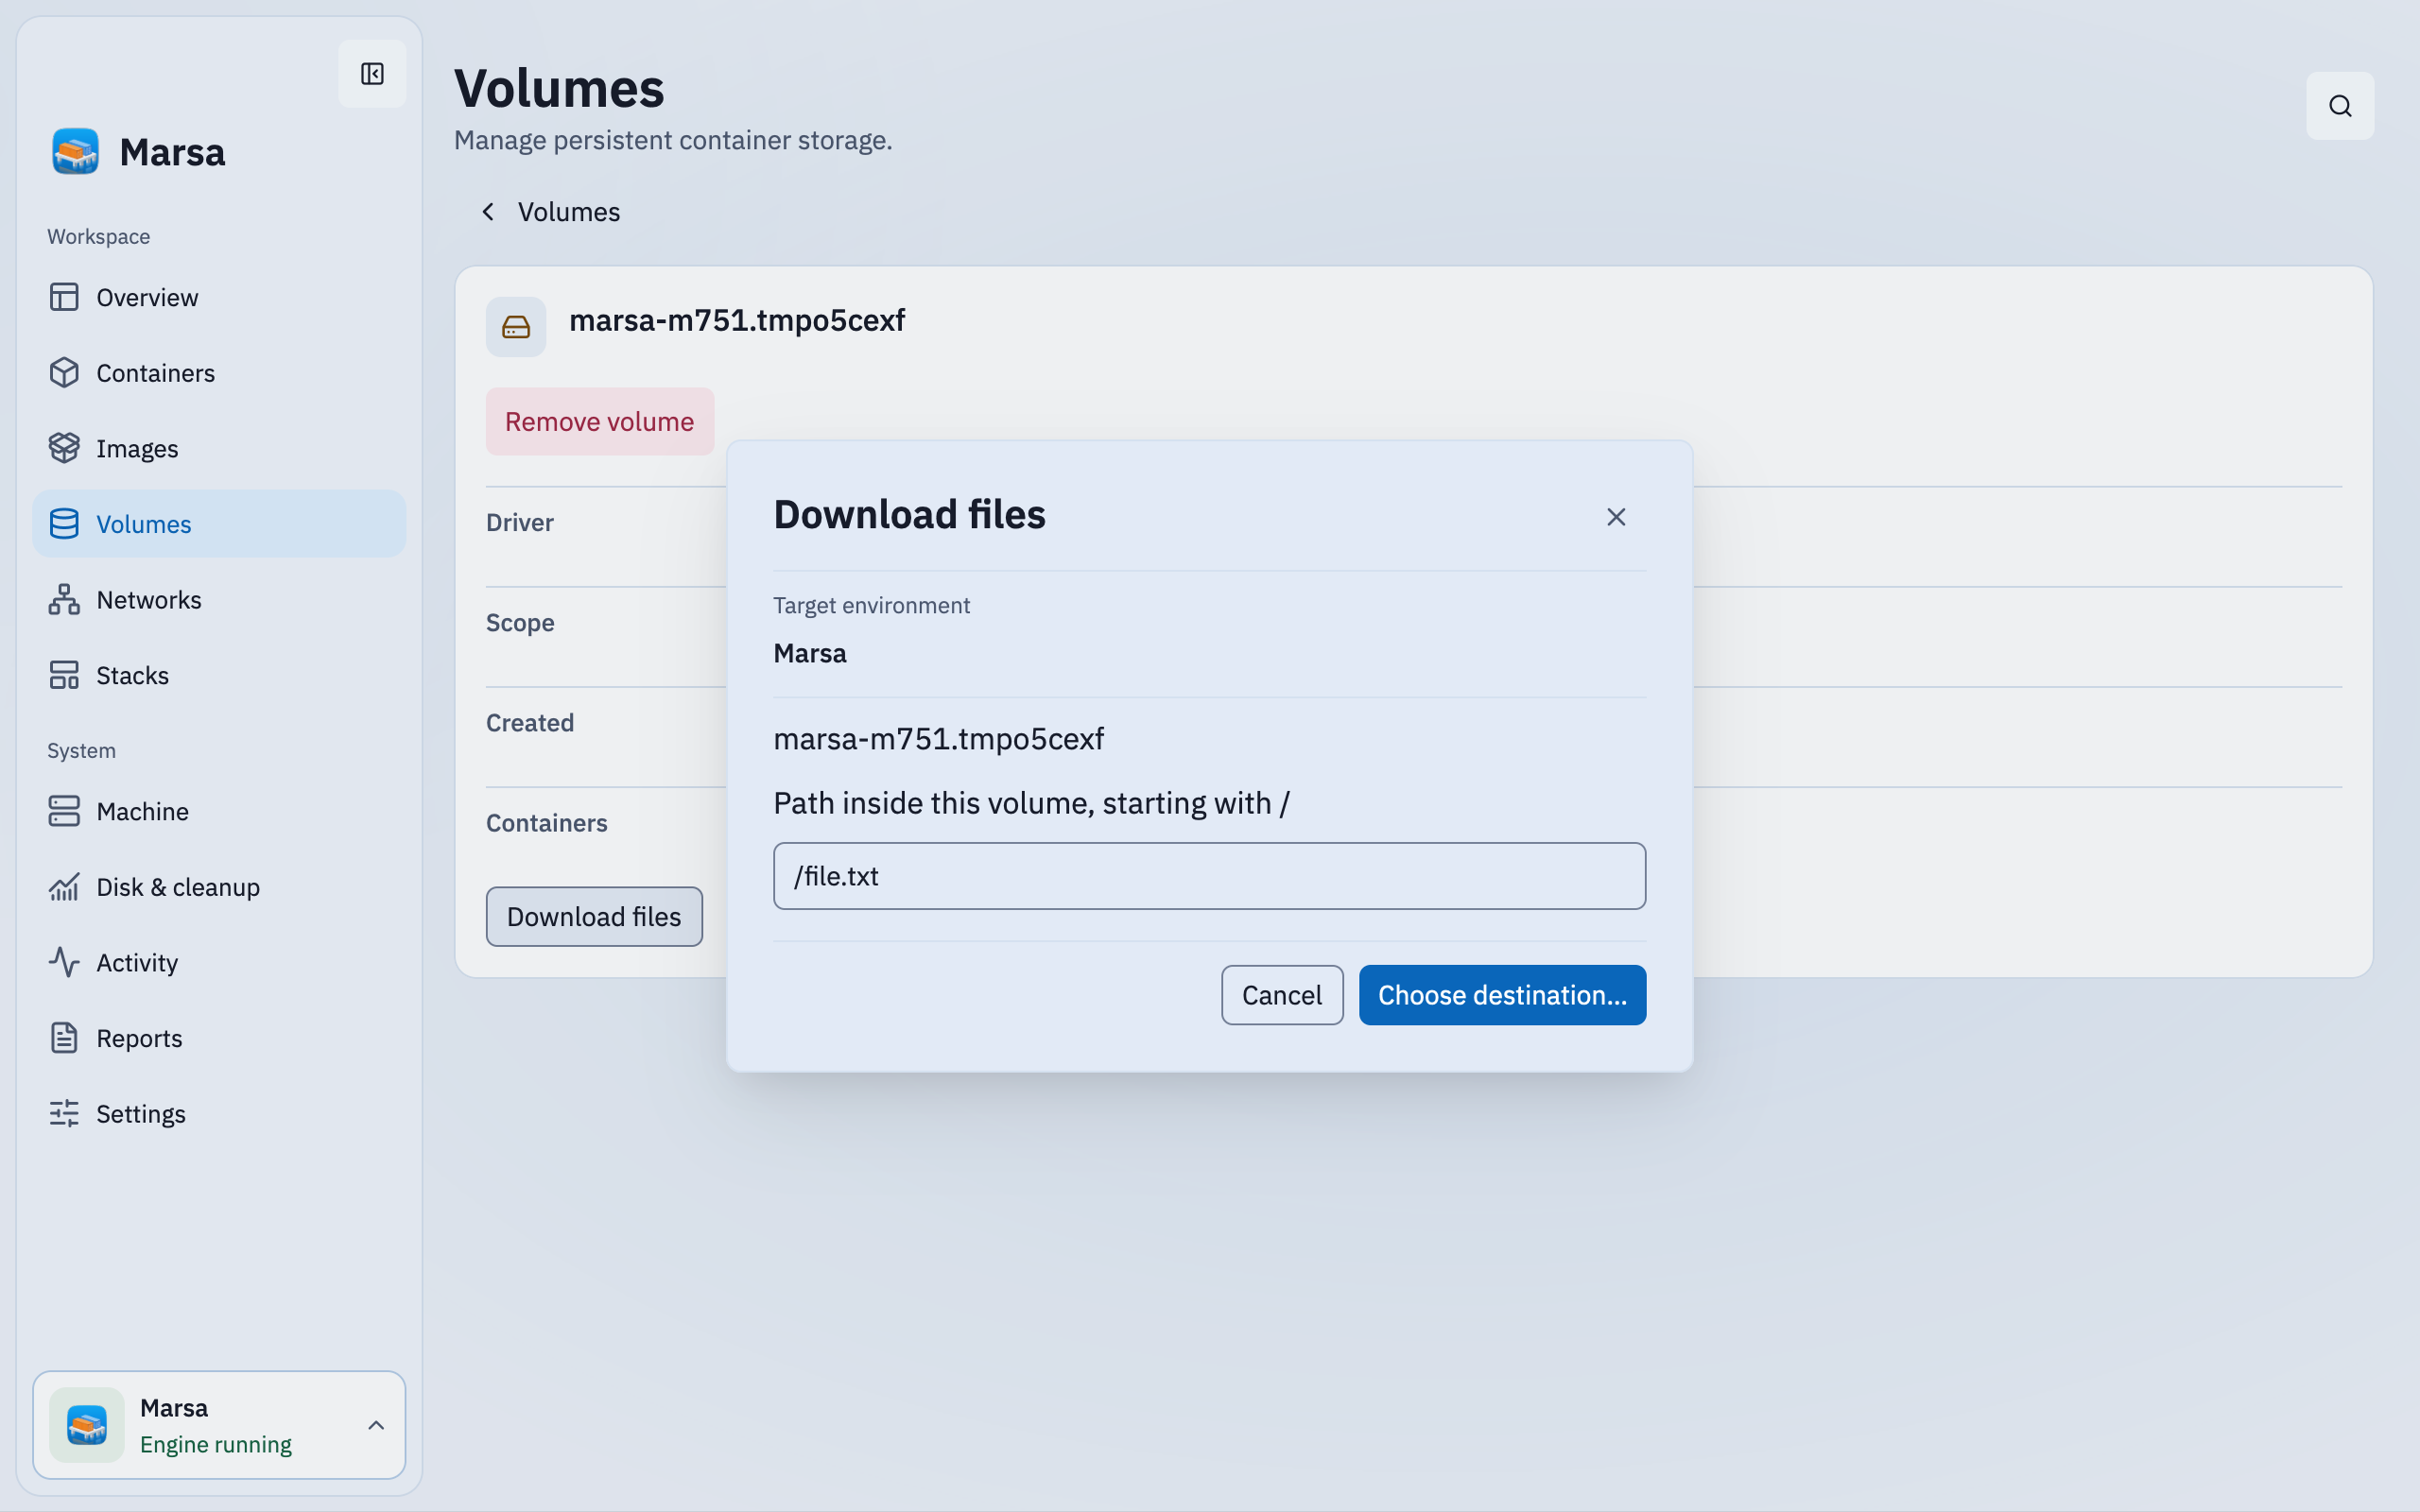 Marsa
Workspace
Overview
Containers
Images
Volumes
Networks
Stacks
System
Machine
Disk & cleanup
Activity
Reports
Settings
Marsa
Engine running
Volumes
Manage persistent container storage.
Volumes
marsa-m751.tmpo5cexf
Remove volume
Driver
Scope
Created
Containers
Download files
Download files
Target environment
Marsa
marsa-m751.tmpo5cexf
Path inside this volume, starting with /
/file.txt
Cancel
Choose destination...